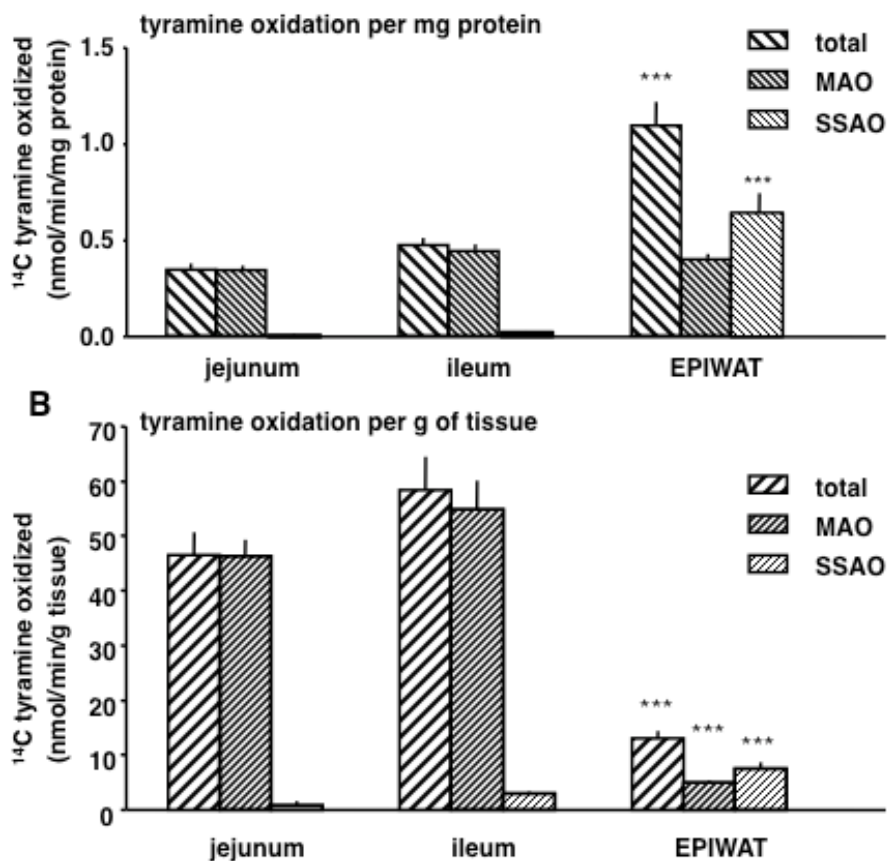 tyramine oxidation per mg protein
¹⁴C tyramine oxidized
(nmol/min/mg protein)
1.5
1.0
0.5
0.0
total
MAO
SSAO
***
***
jejunum ileum EPIWAT
B
tyramine oxidation per g of tissue
¹⁴C tyramine oxidized
(nmol/min/g tissue)
70
60
50
40
30
20
10
0
total
MAO
SSAO
*** *** ***
jejunum ileum EPIWAT